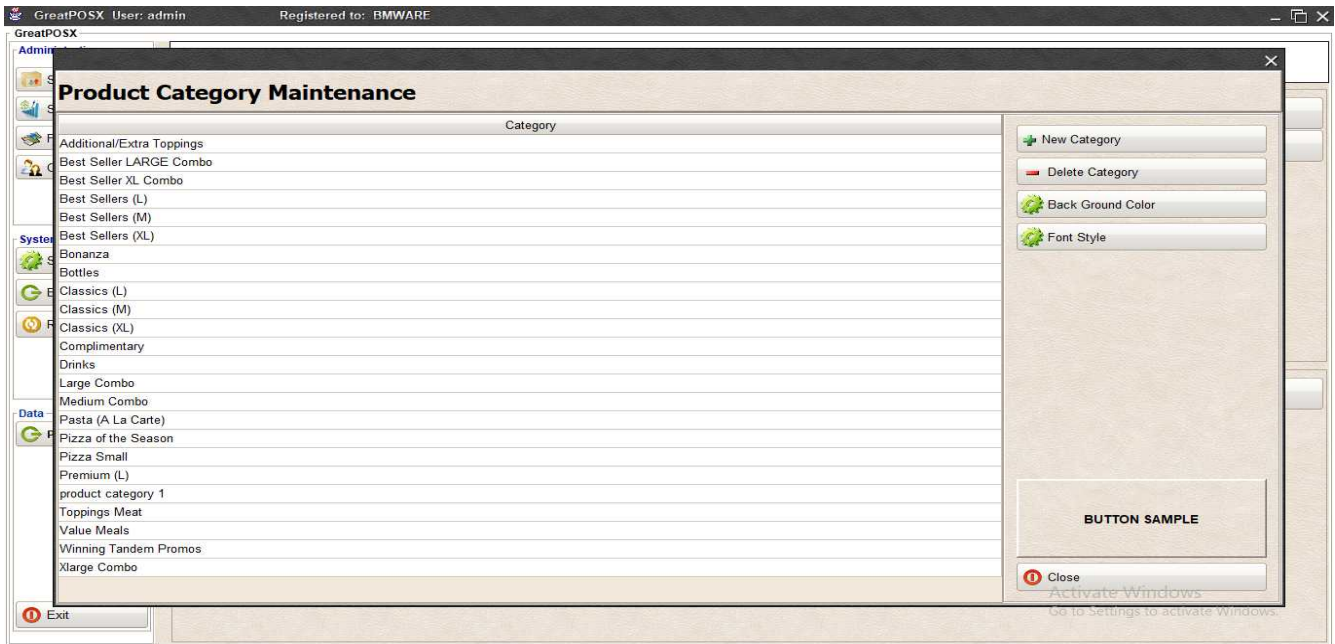 GreatPOSX User: admin Registered to: BMWARE
GreatPOSX
Product Category Maintenance
Category
Additional/Extra Toppings
Best Seller LARGE Combo
Best Seller XL Combo
Best Sellers (L)
Best Sellers (M)
Best Sellers (XL)
Bonanza
Bottles
Classics (L)
Classics (M)
Classics (XL)
Complimentary
Drinks
Large Combo
Medium Combo
Pasta (A La Carte)
Pizza of the Season
Pizza Small
Premium (L)
product category 1
Toppings Meat
Value Meals
Winning Tandem Promos
Xlarge Combo
New Category
Delete Category
Back Ground Color
Font Style
BUTTON SAMPLE
Close
Activate Windows
Go to Settings to activate Windows.
Data
Exit